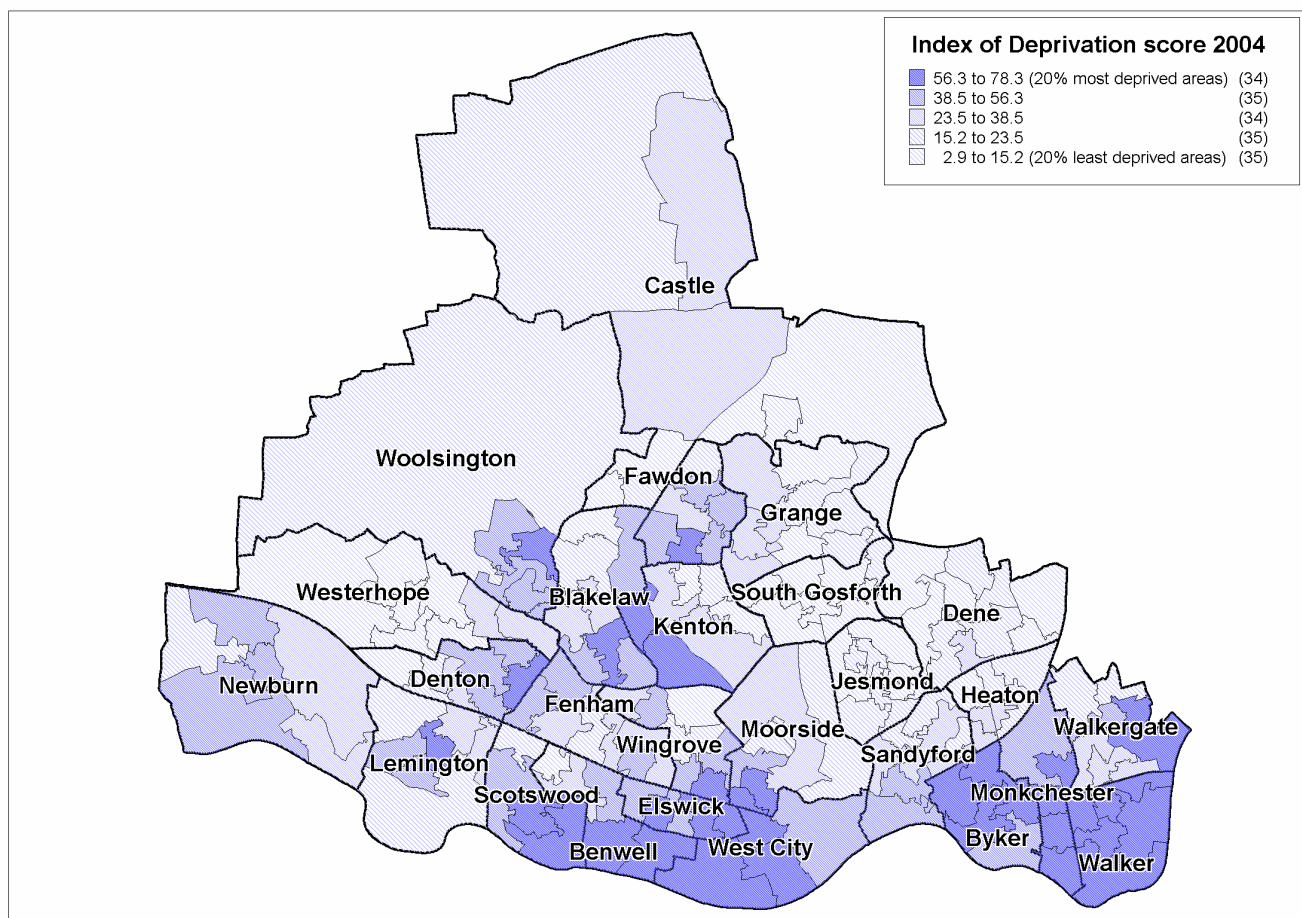 Index of Deprivation score 2004
56.3 to 78.3 (20% most deprived areas) (34)
38.5 to 56.3 (35)
23.5 to 38.5 (34)
15.2 to 23.5 (35)
2.9 to 15.2 (20% least deprived areas) (35)
Castle
Woolsington
Fawdon
Grange
Westerhope
Blakelaw
South Gosforth
Kenton
Dene
Newburn
Denton
Jesmond
Heaton
Fenham
Moorside
Walkergate
Wingrove
Sandyford
Lemington
Scotswood
Elswick
Monkchester
Byker
West City
Benwell
Walker